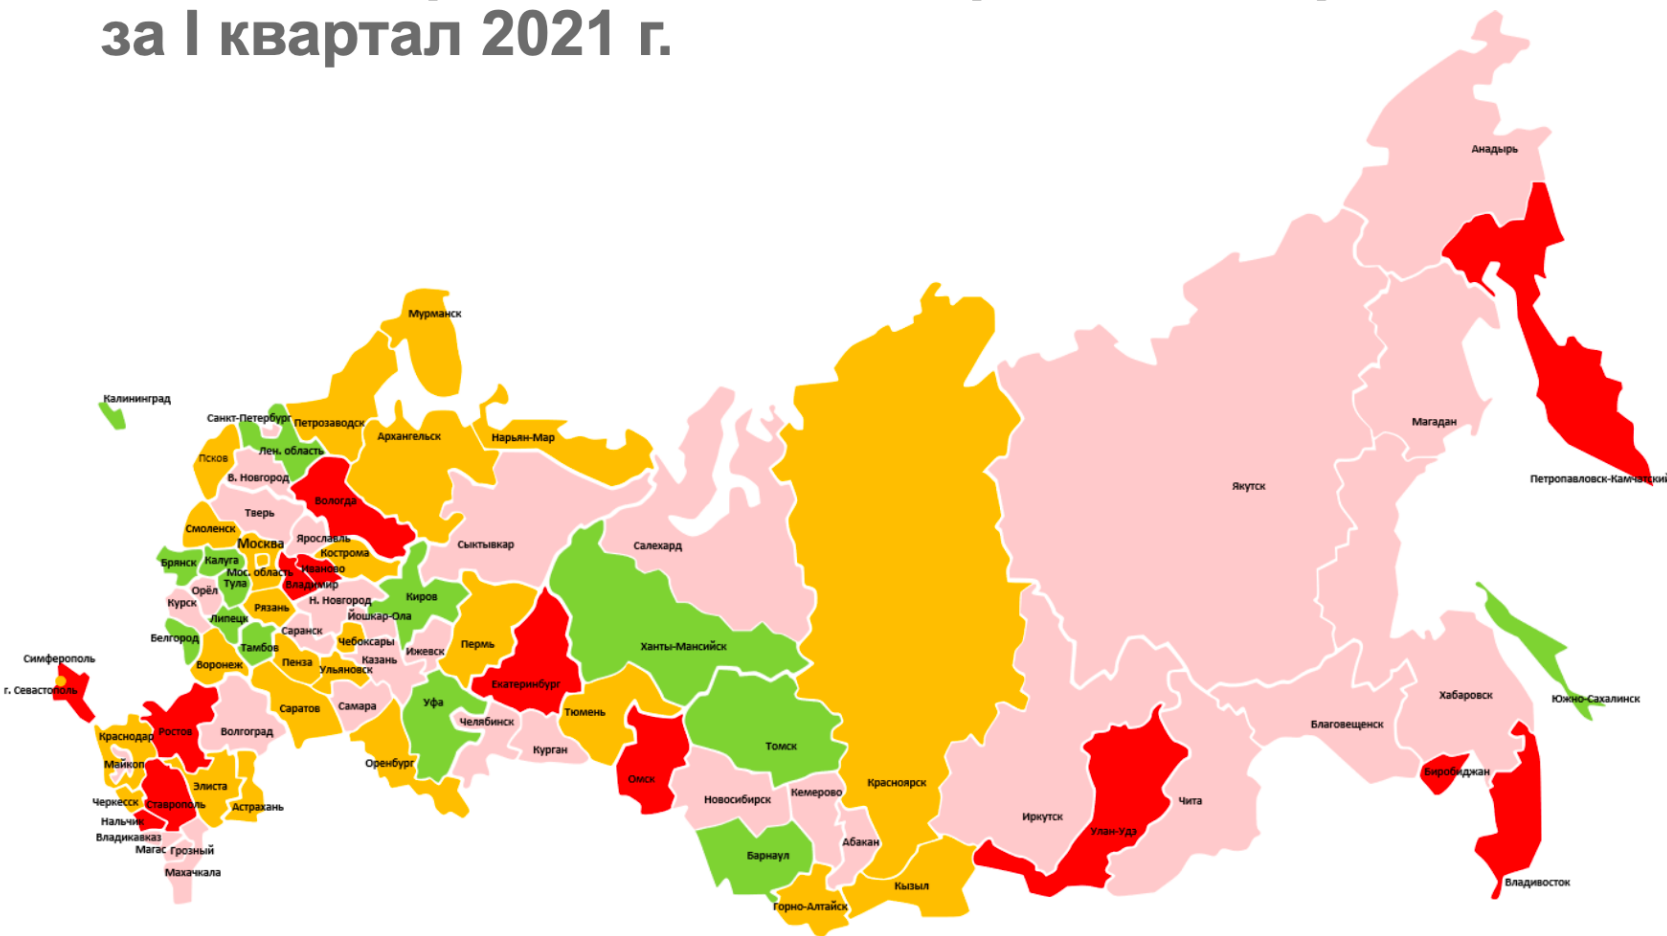 за I квартал 2021 г.
Анадырь
Мурманск
Калининград
Санкт-Петербург
Петрозаводск
Магадан
Архангельск
Нарьян-Мар
Лен. область
Псков
В. Новгород
Петропавловск-Камчатский
Якутск
Вологда
Тверь
Смоленск
Ярославль
Москва
Сыктывкар
Салехард
Кострома
Брянск
Калуга
Мос. область
Иваново
Тула
Владимир
Орёл
Киров
Курск
Н. Новгород
Рязань
Йошкар-Ола
Липецк
Саранск
Белгород
Чебоксары
Пермь
Ханты-Мансийск
Тамбов
Ижевск
Симферополь
Воронеж
Пенза
Казань
Ульяновск
Екатеринбург
г. Севастополь
Хабаровск
Южно-Сахалинск
Уфа
Саратов
Самара
Тюмень
Челябинск
Благовещенск
Краснодар
Ростов
Волгоград
Томск
Курган
Майкоп
Оренбург
Биробиджан
Омск
Красноярск
Элиста
Кемерово
Новосибирск
Чита
Черкесск
Ставрополь
Астрахань
Иркутск
Нальчик
Улан-Удэ
Владикавказ
Абакан
Магас
Грозный
Барнаул
Махачкала
Владивосток
Кызыл
Горно-Алтайск